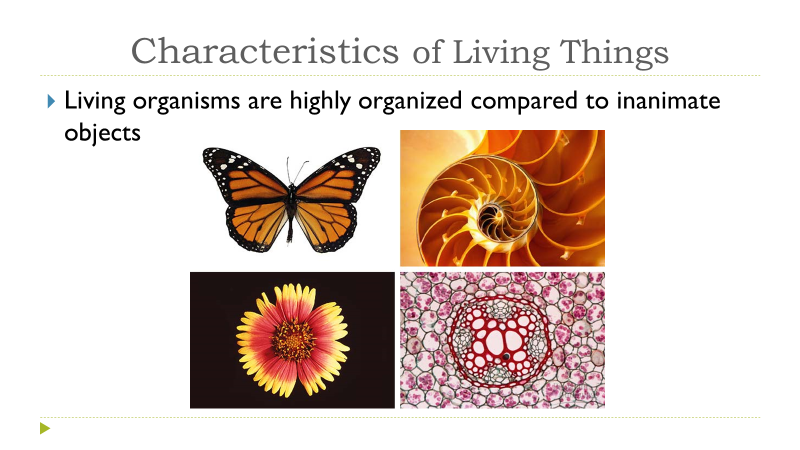 Characteristics of Living Things
Living organisms are highly organized compared to inanimate
objects